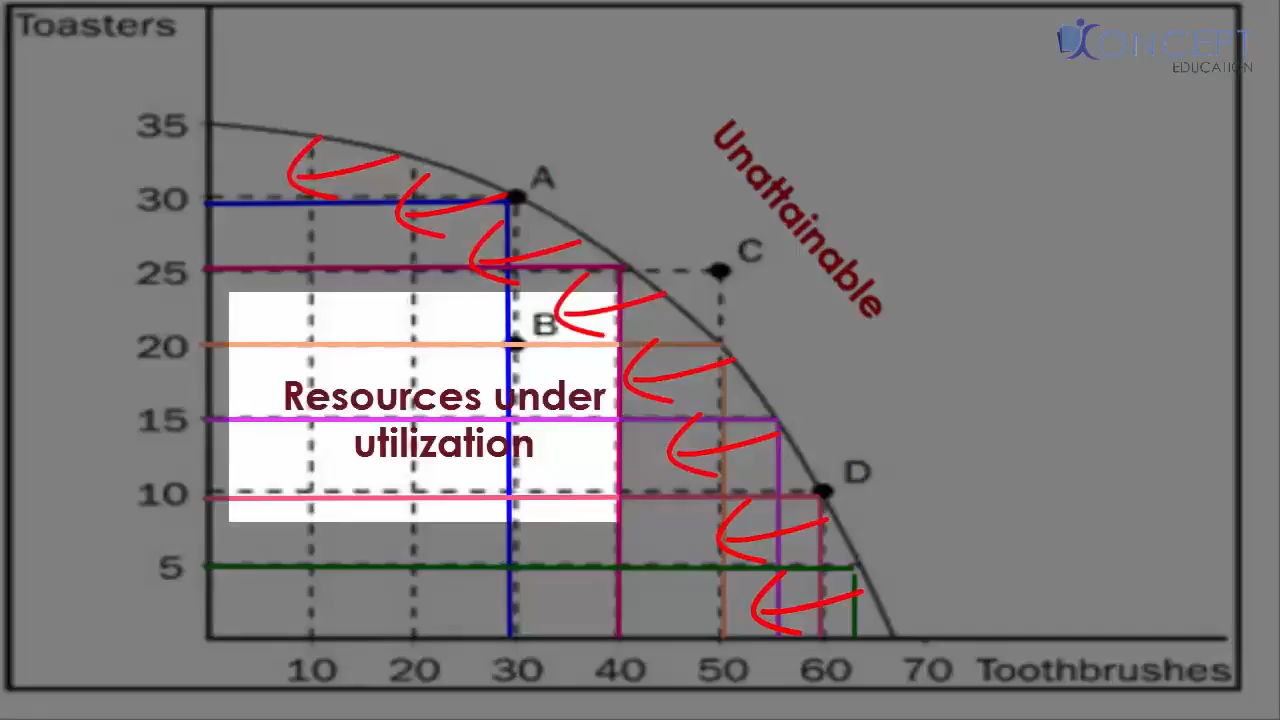 Toasters
CONCEPT
EDUCATION
35
A
30
Unattainable
C
25
B
20
Resources under
utilization
15
D
10
5
10 20 30 40 50 60 70 Toothbrushes